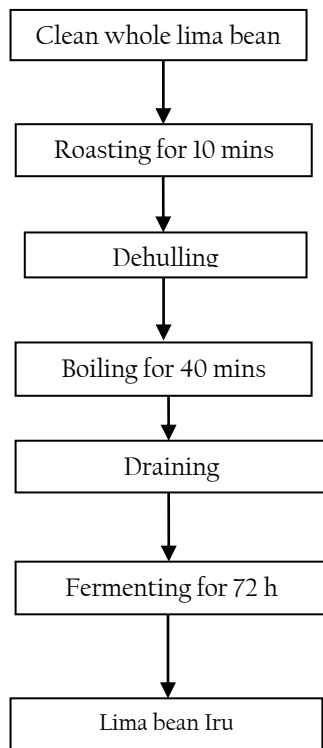 Clean whole lima bean
Roasting for 10 mins
Dehulling
Boiling for 40 mins
Draining
Fermenting for 72 h
Lima bean Iru